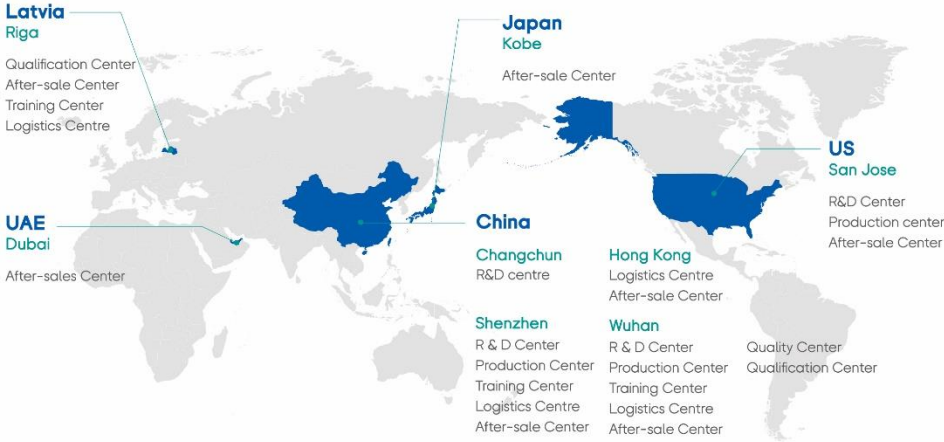 Latvia
Riga
Qualification Center
After-sale Center
Training Center
Logistics Centre
Japan
Kobe
After-sale Center
US
San Jose
R&D Center
Production center
After-sale Center
UAE
Dubai
After-sales Center
China
Changchun
R&D centre
Hong Kong
Logistics Centre
After-sale Center
Shenzhen
R & D Center
Production Center
Training Center
Logistics Centre
After-sale Center
Wuhan
R & D Center
Production Center
Training Center
Logistics Centre
After-sale Center
Quality Center
Qualification Center